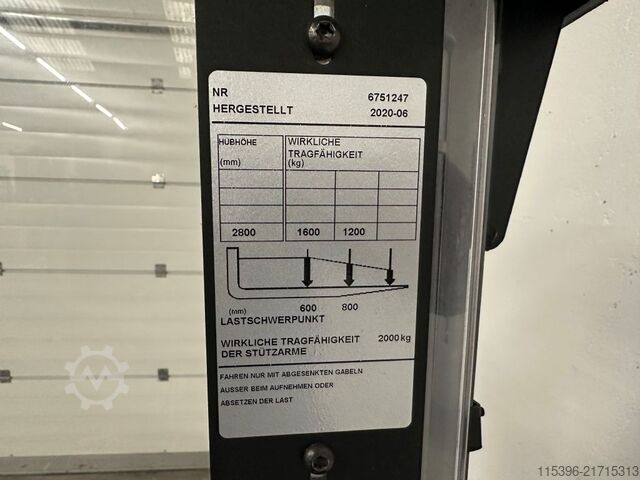 NR 6751247
HERGESTELLT 2020-06
HUBHÖHE WIRKLICHE
(mm) TRAGFÄHIGKEIT
(kg)
2800 1600 1200
(mm) 600 800
LASTSCHWERPUNKT
WIRKLICHE TRAGFÄHIGKEIT 2000 kg
DER STÜTZARME
FAHREN NUR MIT ABGESENKTEN GABELN
AUSSER BEIM AUFNEHMEN ODER
ABSETZEN DER LAST
115396-21715313